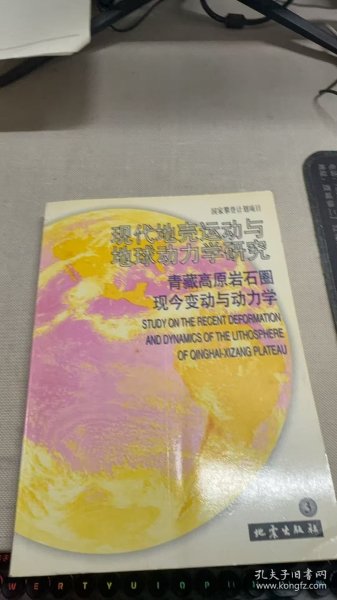 国家攀登计划项目
现代地壳运动与
地球动力学研究
青藏高原岩石圈
现今变动与动力学
STUDY ON THE RECENT DEFORMATION
AND DYNAMICS OF THE LITHOSPHERE
OF QINGHAI-XIZANG PLATEAU
3
地震出版社
W E R T Y U I O P
孔夫子旧书网
www.kongfz.com